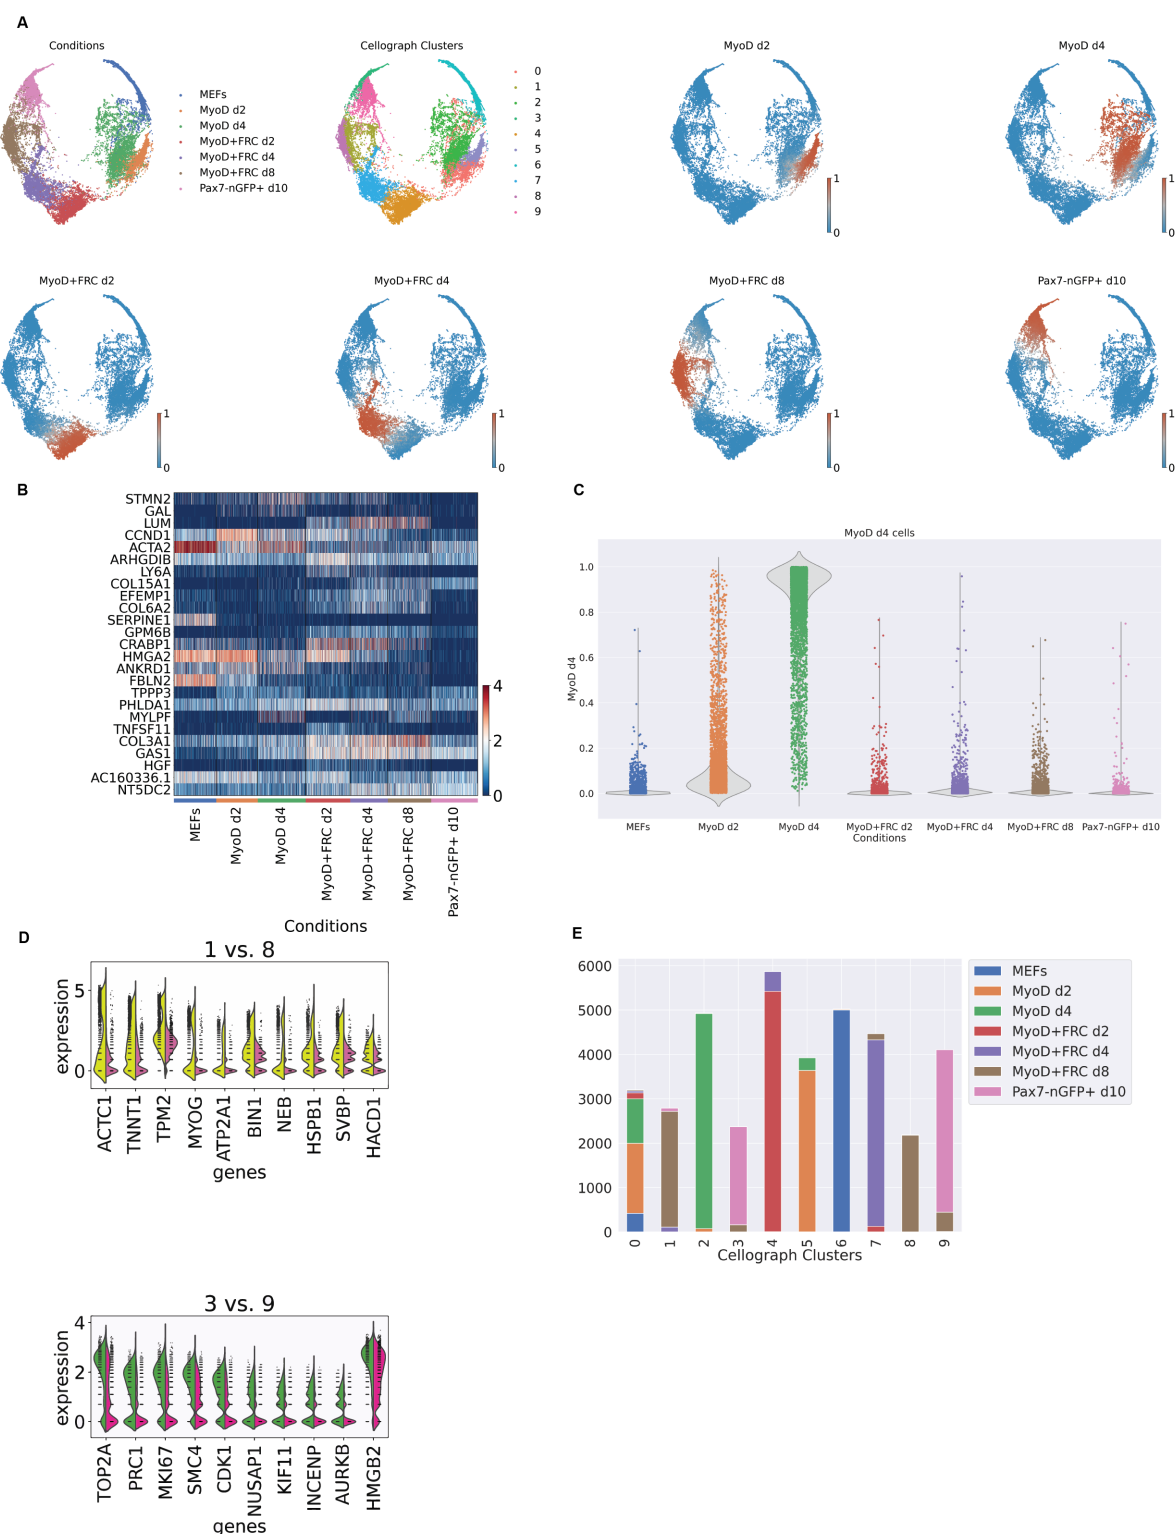 A
Conditions
MEFs
MyoD d2
MyoD d4
MyoD+FRC d2
MyoD+FRC d4
MyoD+FRC d8
Pax7-nGFP+ d10
Cellograph Clusters
0
1
2
3
4
5
6
7
8
9
MyoD d2
1
0
MyoD d4
1
0
MyoD+FRC d2
1
0
MyoD+FRC d4
1
0
MyoD+FRC d8
1
0
Pax7-nGFP+ d10
1
0
B
STMN2
GAL
LUM
CCND1
ACTA2
ARHGDIB
LY6A
COL15A1
EFEMP1
COL6A2
SERPINE1
GPM6B
CRABP1
HMGA2
ANKRD1
FBLN2
TPPP3
PHLDA1
MYLPF
TNFSF11
COL3A1
GAS1
HGF
AC160336.1
NT5DC2
4
2
0
MEFs
MyoD d2
MyoD d4
MyoD+FRC d2
MyoD+FRC d4
MyoD+FRC d8
Pax7-nGFP+ d10
Conditions
C
MyoD d4 cells
MyoD d4
1.0
0.8
0.6
0.4
0.2
0.0
MEFs
MyoD d2
MyoD d4
MyoD+FRC d2
MyoD+FRC d4
MyoD+FRC d8
Pax7-nGFP+ d10
Conditions
D
1 vs. 8
expression
5
0
ACTC1
TNNT1
TPM2
MYOG
ATP2A1
BIN1
NEB
HSPB1
SVBP
HACD1
genes
3 vs. 9
expression
4
2
0
TOP2A
PRC1
MKI67
SMC4
CDK1
NUSAP1
KIF11
INCENP
AURKB
HMGB2
genes
E
6000
5000
4000
3000
2000
1000
0
0
1
2
3
4
5
6
7
8
9
Cellograph Clusters
MEFs
MyoD d2
MyoD d4
MyoD+FRC d2
MyoD+FRC d4
MyoD+FRC d8
Pax7-nGFP+ d10